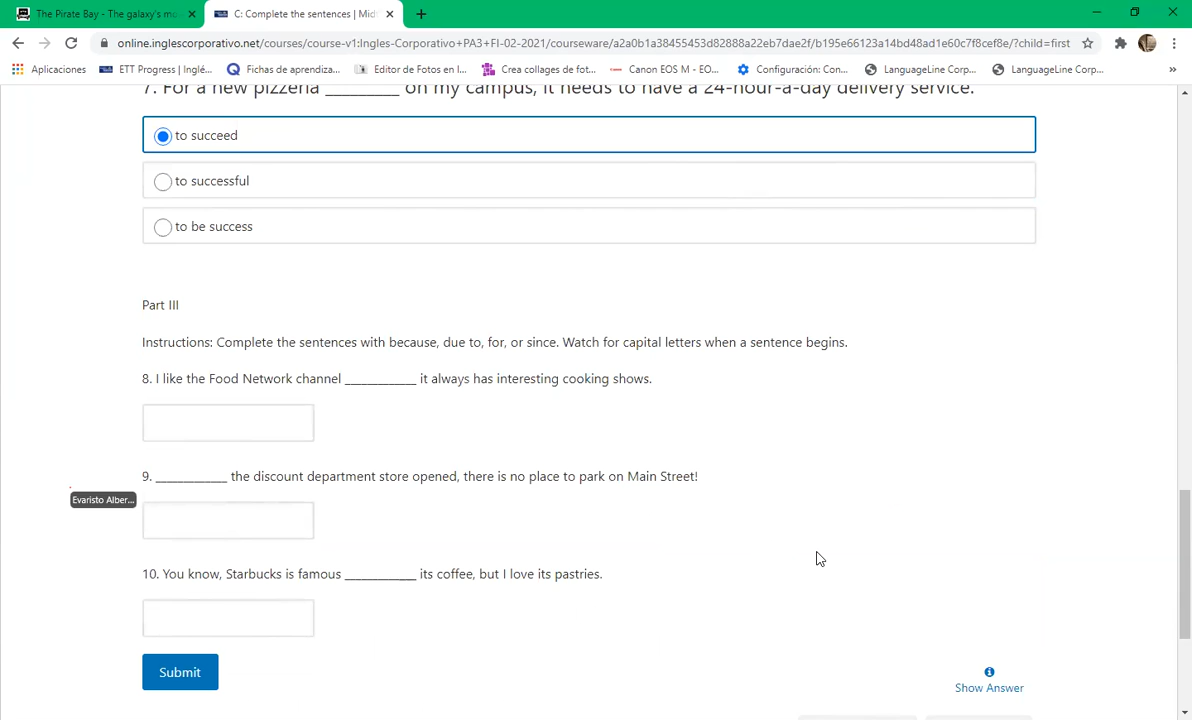 The Pirate Bay - The galaxy's mo
C: Complete the sentences | Mid
online.inglescorporativo.net/courses/course-v1:Ingles-Corporativo+PA3+FI-02-2021/courseware/a2a0b1a38455453d82888a22eb7dae2f/b195e66123a14bd48ad1e60c7f8cef8e/?child=first
Aplicaciones
ETT Progress | Inglé...
Fichas de aprendiza...
Editor de Fotos en l...
Crea collages de fot...
Canon EOS M - EO...
Configuración: Con...
LanguageLine Corp...
LanguageLine Corp...
»
7. For a new pizzeria _________ on my campus, it needs to have a 24-hour-a-day delivery service.
to succeed
to successful
to be success
Part III
Instructions: Complete the sentences with because, due to, for, or since. Watch for capital letters when a sentence begins.
8. I like the Food Network channel ____________ it always has interesting cooking shows.
9. ____________ the discount department store opened, there is no place to park on Main Street!
Evaristo Alber...
10. You know, Starbucks is famous ____________ its coffee, but I love its pastries.
Submit
Show Answer